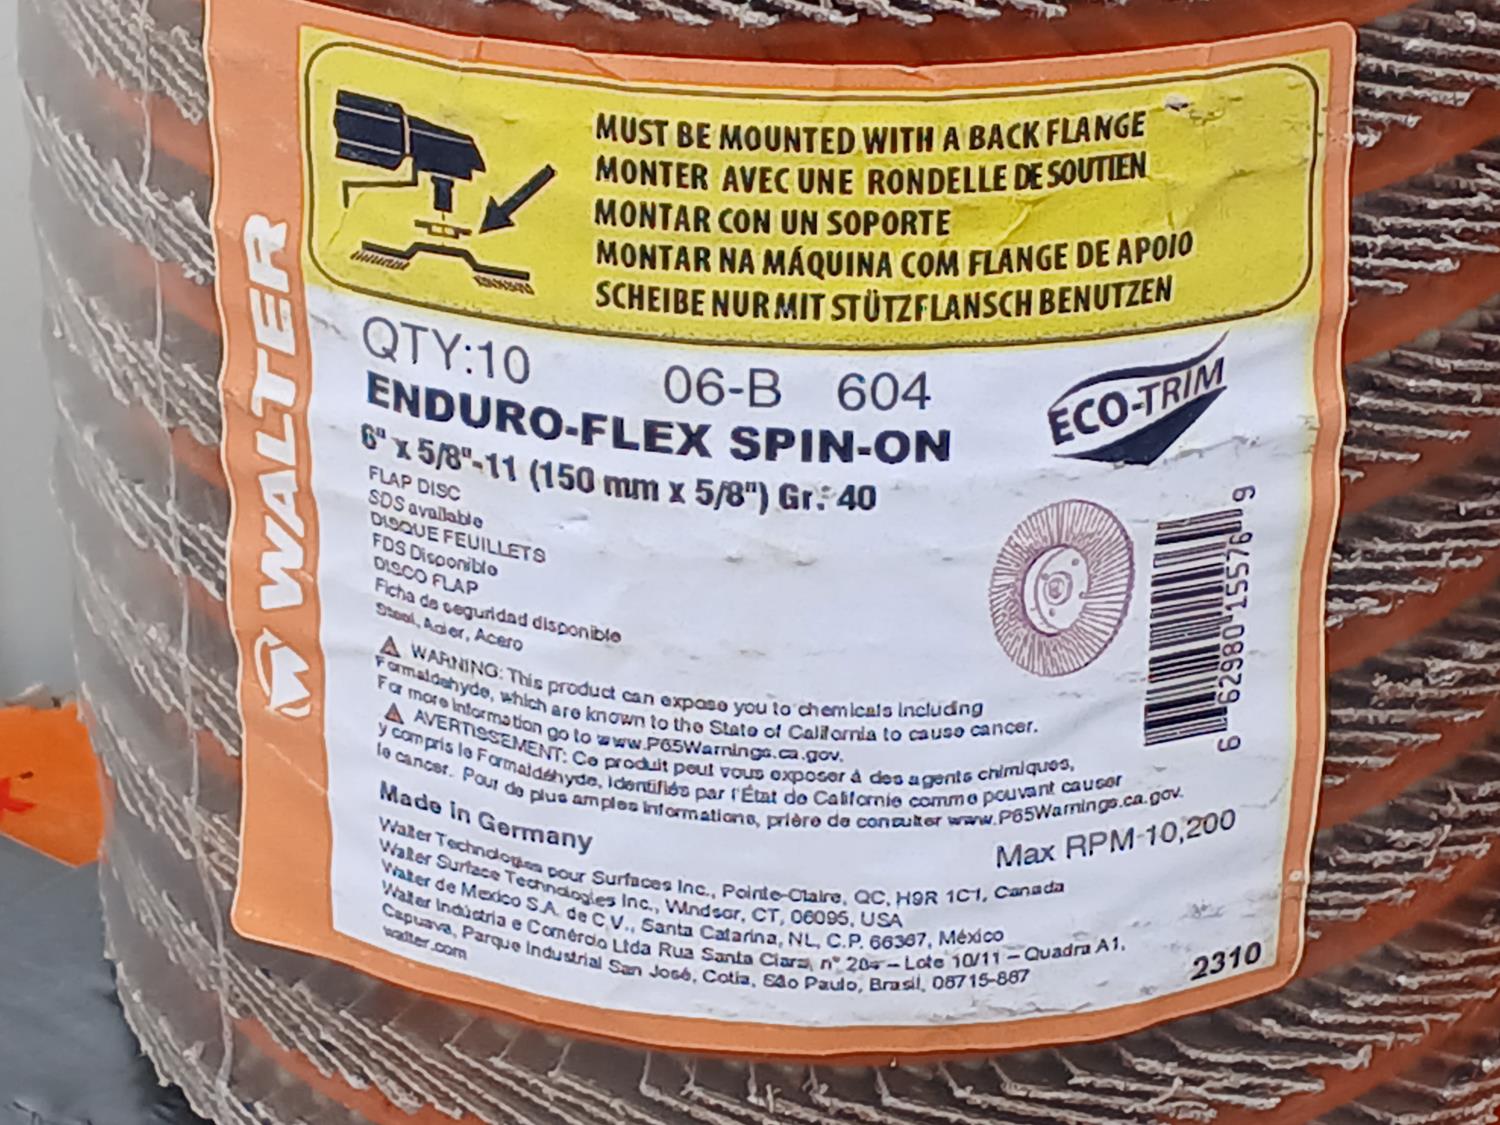 MUST BE MOUNTED WITH A BACK FLANGE
MONTER AVEC UNE RONDELLE DE SOUTIEN
MONTAR CON UN SOPORTE
MONTAR NA MÁQUINA COM FLANGE DE APOIO
SCHEIBE NUR MIT STÜTZFLANSCH BENUTZEN
WALTER
QTY:10 06-B 604
ENDURO-FLEX SPIN-ON
ECO-TRIM
6" x 5/8"-11 (150 mm x 5/8") Gr.: 40
FLAP DISC
SDS available
DISQUE FEUILLETS
FDS Disponible
DISCO FLAP
Ficha de seguridad disponible
Steel, Acier, Acero
6 62980 15576 9
WARNING: This product can expose you to chemicals including
Formaldehyde, which are known to the State of California to cause cancer.
For more information go to www.P65Warnings.ca.gov.
AVERTISSEMENT: Ce produit peut vous exposer à des agents chimiques,
y compris le Formaldéhyde, identifiés par l'État de Californie comme pouvant causer
le cancer. Pour de plus amples informations, prière de consulter www.P65Warnings.ca.gov.
Made in Germany
Max RPM 10,200
Walter Technologies pour Surfaces Inc., Pointe-Claire, QC, H9R 1C1, Canada
Walter Surface Technologies Inc., Windsor, CT, 06095, USA
Walter de Mexico S.A. de C.V., Santa Catarina, NL, C.P. 66367, México
Walter Indústria e Comércio Ltda Rua Santa Clara, n° – Lote 10/11 – Quadra A1,
Capuava, Parque Industrial San José, Cotia, São Paulo, Brasil, 06715-867
walter.com
2310